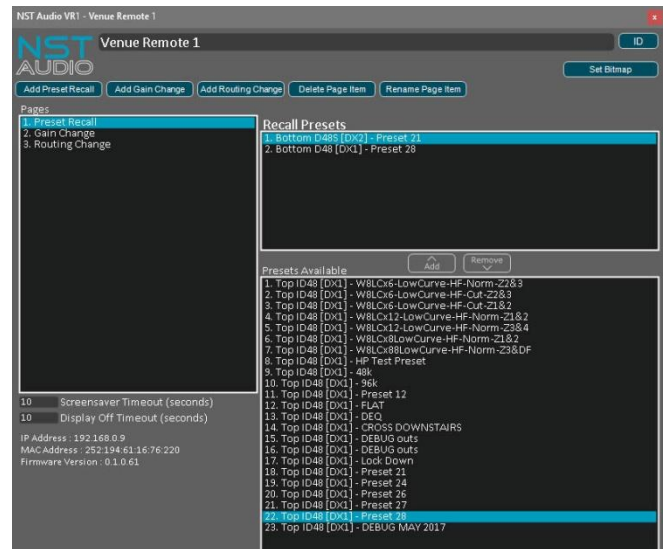 NST Audio VR1 - Venue Remote 1
x
NST
AUDIO
Venue Remote 1
ID
Set Bitmap
Add Preset Recall
Add Gain Change
Add Routing Change
Delete Page Item
Rename Page Item
Pages
1. Preset Recall
2. Gain Change
3. Routing Change
Recall Presets
1. Bottom D48S [DX2] - Preset 21
2. Bottom D48 [DX1] - Preset 28
Presets Available
Add
Remove
1. Top ID48 [DX1] - W8LCx6-LowCurve-HF-Norm-Z2&3
2. Top ID48 [DX1] - W8LCx6-LowCurve-HF-Cut-Z2&3
3. Top ID48 [DX1] - W8LCx6-LowCurve-HF-Cut-Z1&2
4. Top ID48 [DX1] - W8LCx12-LowCurve-HF-Norm-Z1&2
5. Top ID48 [DX1] - W8LCx12-LowCurve-HF-Norm-Z3&4
6. Top ID48 [DX1] - W8LCx8LowCurve-HF-Norm-Z1&2
7. Top ID48 [DX1] - W8LCx88LowCurve-HF-Norm-Z3&DF
8. Top ID48 [DX1] - HP Test Preset
9. Top ID48 [DX1] - 48k
10. Top ID48 [DX1] - 96k
11. Top ID48 [DX1] - Preset 12
12. Top ID48 [DX1] - FLAT
13. Top ID48 [DX1] - DEQ
14. Top ID48 [DX1] - CROSS DOWNSTAIRS
15. Top ID48 [DX1] - DEBUG outs
16. Top ID48 [DX1] - DEBUG outs
17. Top ID48 [DX1] - Lock Down
18. Top ID48 [DX1] - Preset 21
19. Top ID48 [DX1] - Preset 24
20. Top ID48 [DX1] - Preset 26
21. Top ID48 [DX1] - Preset 27
22. Top ID48 [DX1] - Preset 28
23. Top ID48 [DX1] - DEBUG MAY 2017
10 Screensaver Timeout (seconds)
10 Display Off Timeout (seconds)
IP Address : 192.168.0.9
MAC Address : 252:194:61:16:76:220
Firmware Version : 0.1.0.61